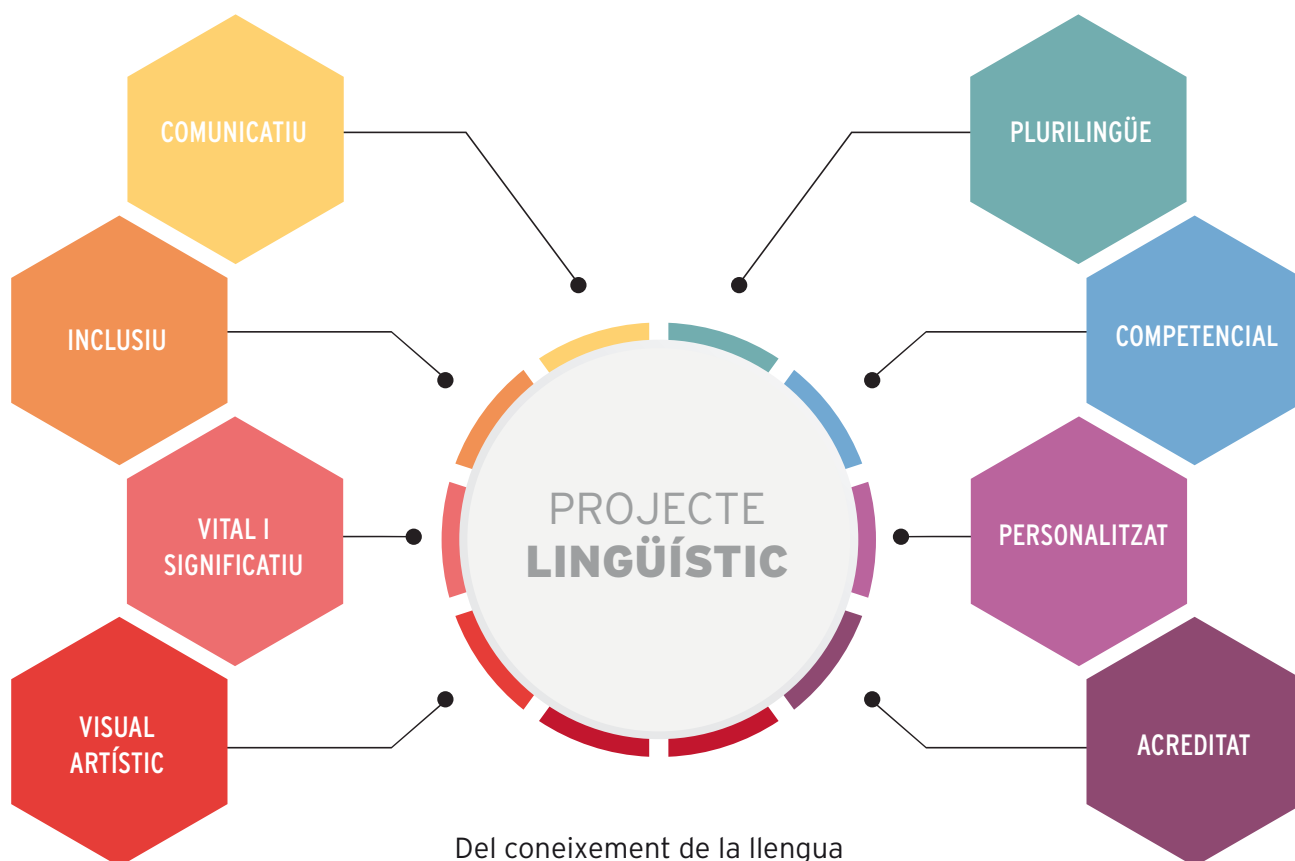 COMUNICATIU
PLURILINGÜE
INCLUSIU
COMPETENCIAL
VITAL I
SIGNIFICATIU
PROJECTE
LINGÜÍSTIC
PERSONALITZAT
VISUAL
ARTÍSTIC
ACREDITAT
Del coneixement de la llengua